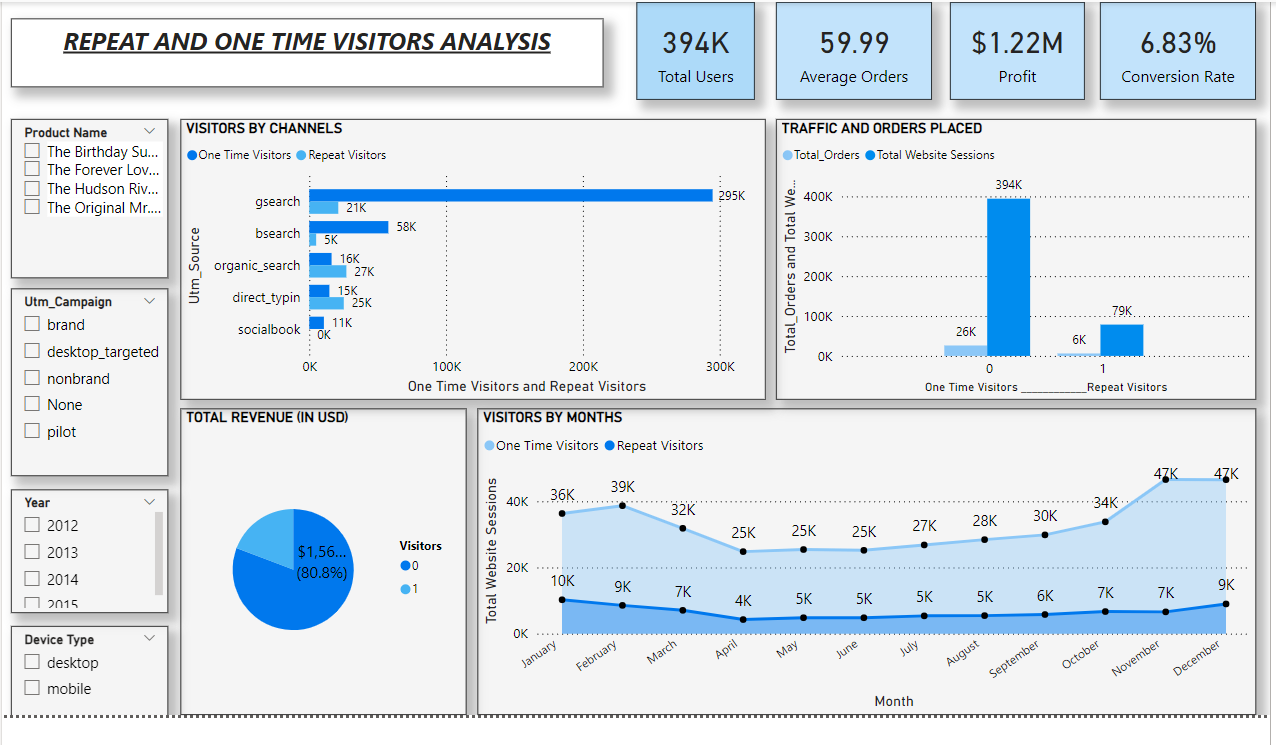 REPEAT AND ONE TIME VISITORS ANALYSIS
394K
Total Users
59.99
Average Orders
$1.22M
Profit
6.83%
Conversion Rate
Product Name
The Birthday Su...
The Forever Lov...
The Hudson Riv...
The Original Mr....
Utm_Campaign
brand
desktop_targeted
nonbrand
None
pilot
Year
2012
2013
2014
2015
Device Type
desktop
mobile
VISITORS BY CHANNELS
One Time Visitors Repeat Visitors
Utm_Source
gsearch 295K
21K
bsearch 58K
5K
organic_search 16K
27K
direct_typin 15K
25K
socialbook 11K
0K
0K 100K 200K 300K
One Time Visitors and Repeat Visitors
TRAFFIC AND ORDERS PLACED
Total_Orders Total Website Sessions
Total_Orders and Total We...
400K
300K
200K
100K
0K
394K
26K
79K
6K
0 1
One Time Visitors ____________Repeat Visitors
TOTAL REVENUE (IN USD)
$1,56...
(80.8%)
Visitors
0
1
VISITORS BY MONTHS
One Time Visitors Repeat Visitors
Total Website Sessions
40K
20K
0K
36K 39K 32K 25K 25K 25K 27K 28K 30K 34K 47K 47K
10K 9K 7K 4K 5K 5K 5K 5K 6K 7K 7K 9K
January February March April May June July August September October November December
Month